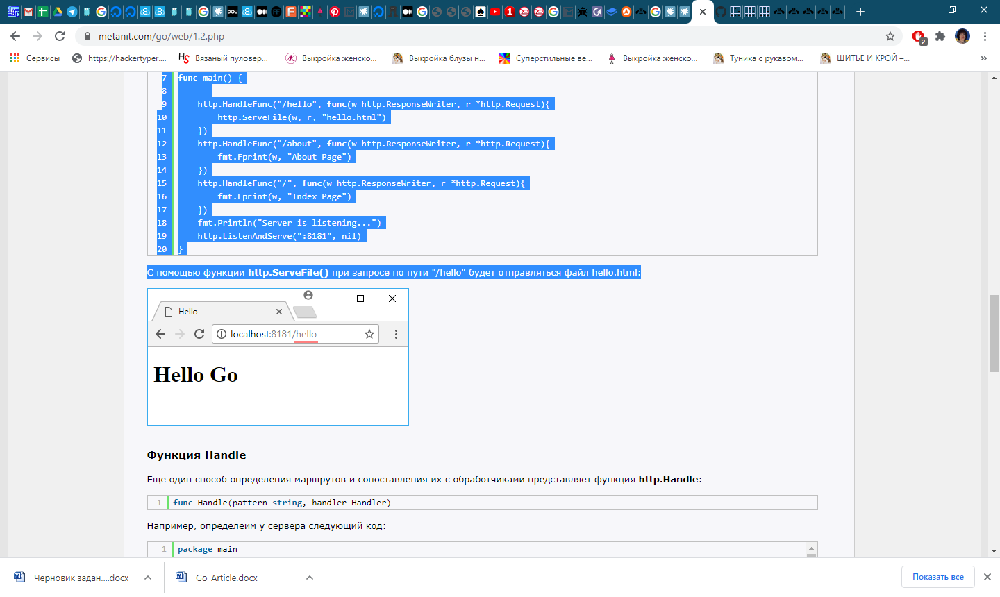 metanit.com/go/web/1.2.php
2
Сервисы
https://hackertyper....
Вязаный пуловер...
Выкройка женско...
Выкройка блузы н...
Суперстильные ве...
Выкройка женско...
Туника с рукавом...
ШИТЬЕ И КРОЙ –...
»
7 func main() {
8
9 http.HandleFunc("/hello", func(w http.ResponseWriter, r *http.Request){
10 http.ServeFile(w, r, "hello.html")
11 })
12 http.HandleFunc("/about", func(w http.ResponseWriter, r *http.Request){
13 fmt.Fprint(w, "About Page")
14 })
15 http.HandleFunc("/", func(w http.ResponseWriter, r *http.Request){
16 fmt.Fprint(w, "Index Page")
17 })
18 fmt.Println("Server is listening...")
19 http.ListenAndServe(":8181", nil)
20 }
С помощью функции http.ServeFile() при запросе по пути "/hello" будет отправляться файл hello.html:
Hello
localhost:8181/hello
Hello Go
Функция Handle
Еще один способ определения маршрутов и сопоставления их с обработчиками представляет функция http.Handle:
1 func Handle(pattern string, handler Handler)
Например, определеим у сервера следующий код:
1 package main
Черновик задан....docx
Go_Article.docx
Показать все